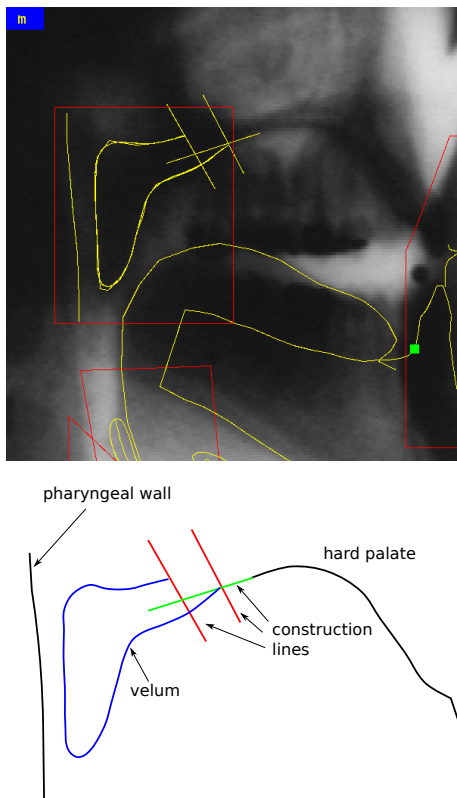 m
pharyngeal wall
hard palate
construction
lines
velum